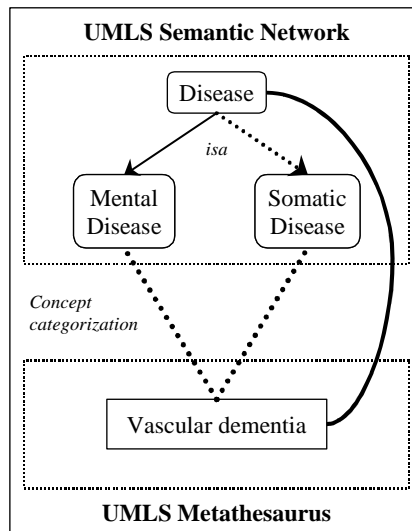 UMLS Semantic Network
Disease
isa
Mental
Disease
Somatic
Disease
Concept
categorization
Vascular dementia
UMLS Metathesaurus